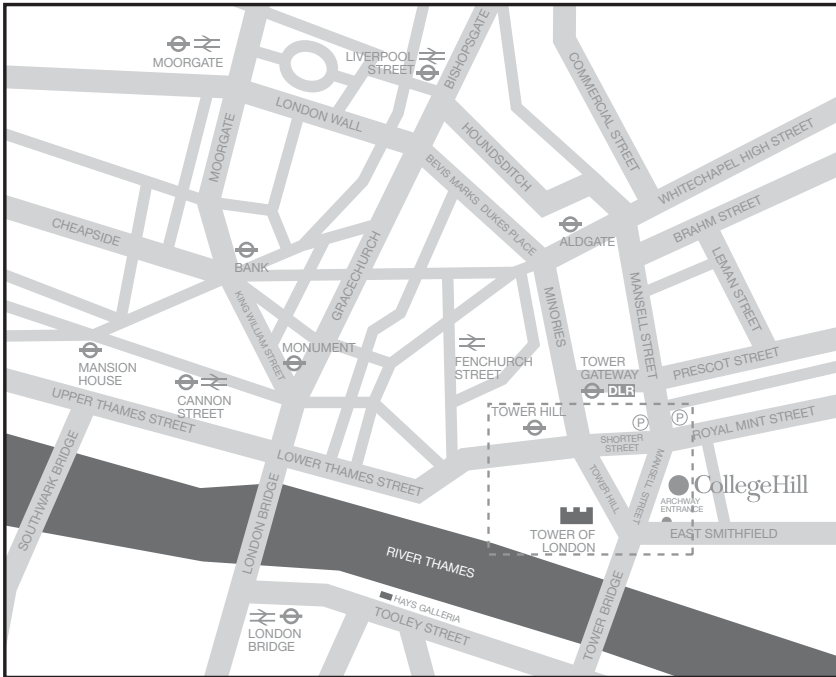 MOORGATE
LIVERPOOL
STREET
BISHOPSGATE
COMMERCIAL STREET
LONDON WALL
MOORGATE
HOUNDSDITCH
WHITECHAPEL HIGH STREET
BEVIS MARKS
DUKES PLACE
BRAHM STREET
CHEAPSIDE
ALDGATE
BANK
GRACECHURCH
LEMAN STREET
KING WILLIAM STREET
MINORIES
MANSELL STREET
MONUMENT
MANSION
HOUSE
FENCHURCH
STREET
TOWER
GATEWAY
DLR
PRESCOT STREET
CANNON
STREET
UPPER THAMES STREET
TOWER HILL
P
P
ROYAL MINT STREET
SHORTER
STREET
SOUTHWARK BRIDGE
LOWER THAMES STREET
LONDON BRIDGE
TOWER HILL
MANSELL STREET
CollegeHill
ARCHWAY
ENTRANCE
TOWER OF
LONDON
EAST SMITHFIELD
RIVER THAMES
HAYS GALLERIA
TOOLEY STREET
TOWER BRIDGE
LONDON
BRIDGE